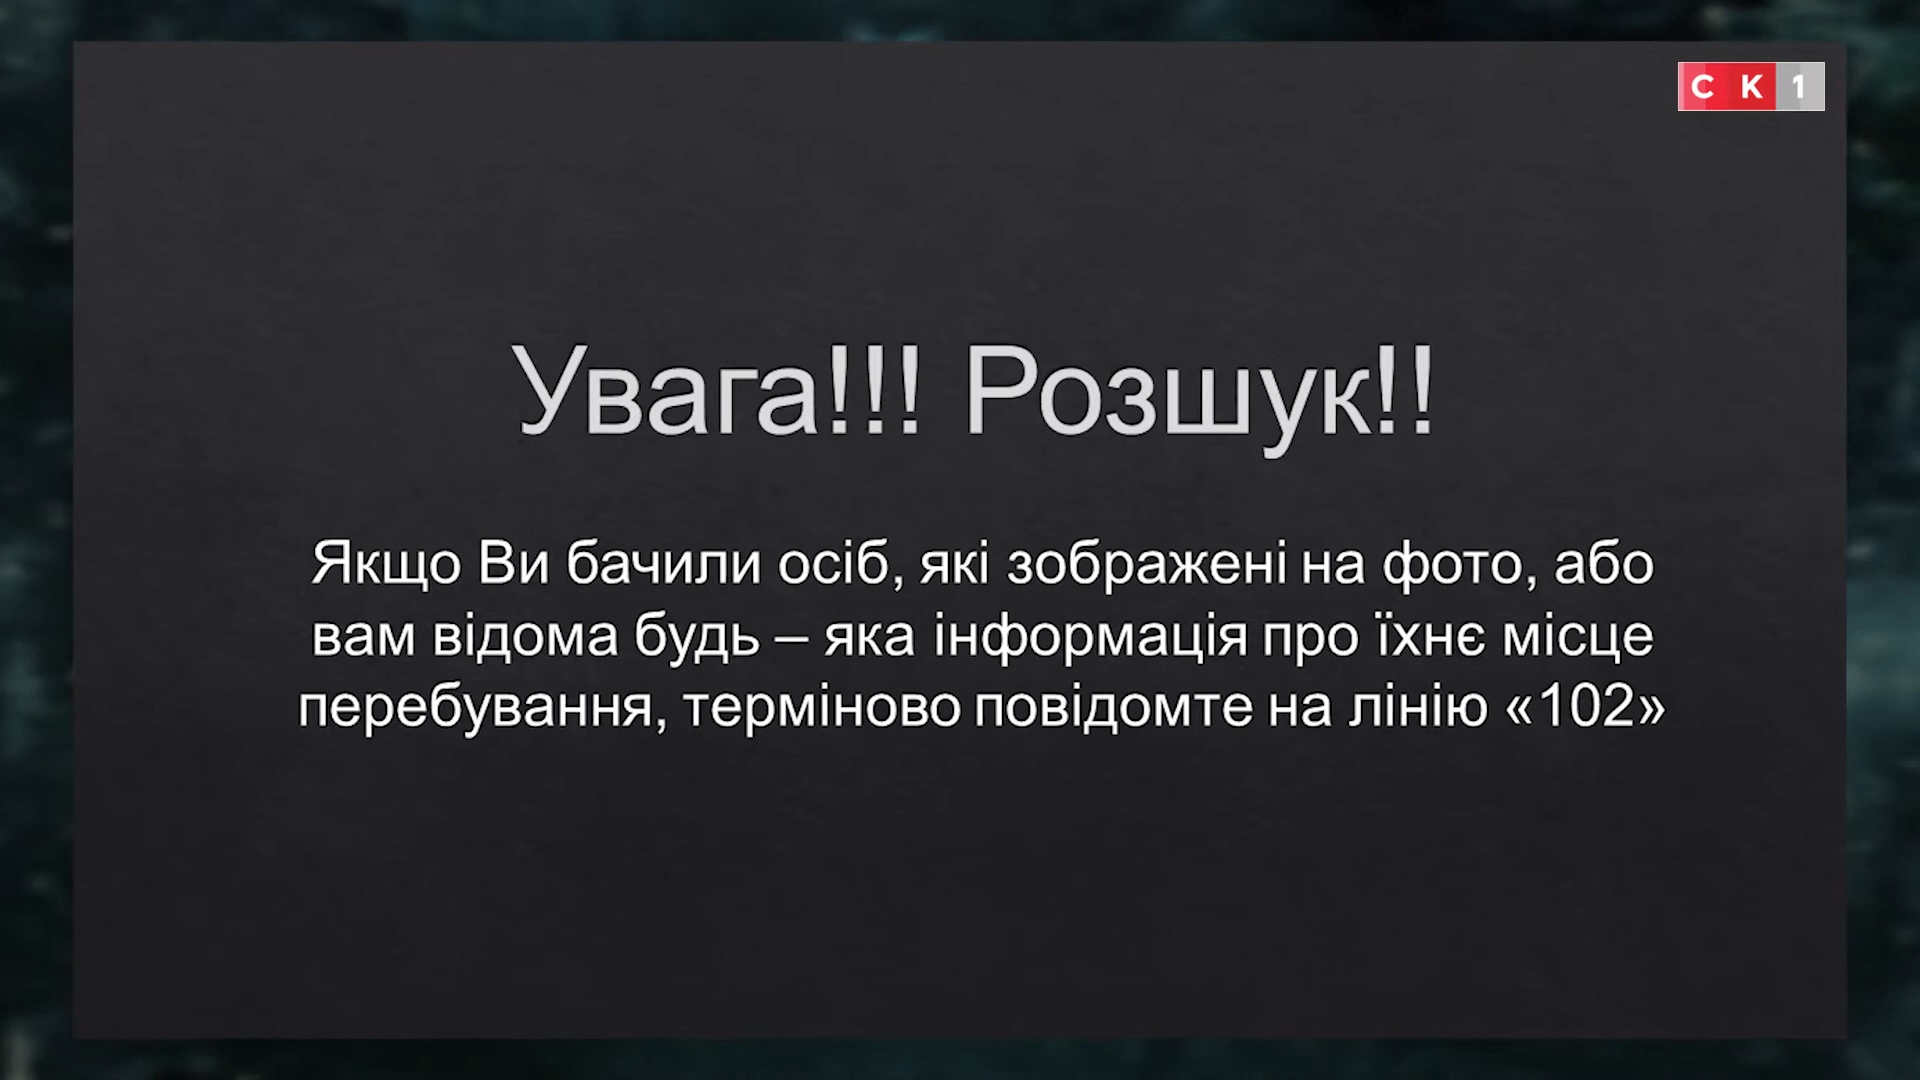 СК1
Увага!!! Розшук!!
Якщо Ви бачили осіб, які зображені на фото, або
вам відома будь – яка інформація про їхнє місце
перебування, терміново повідомте на лінію «102»